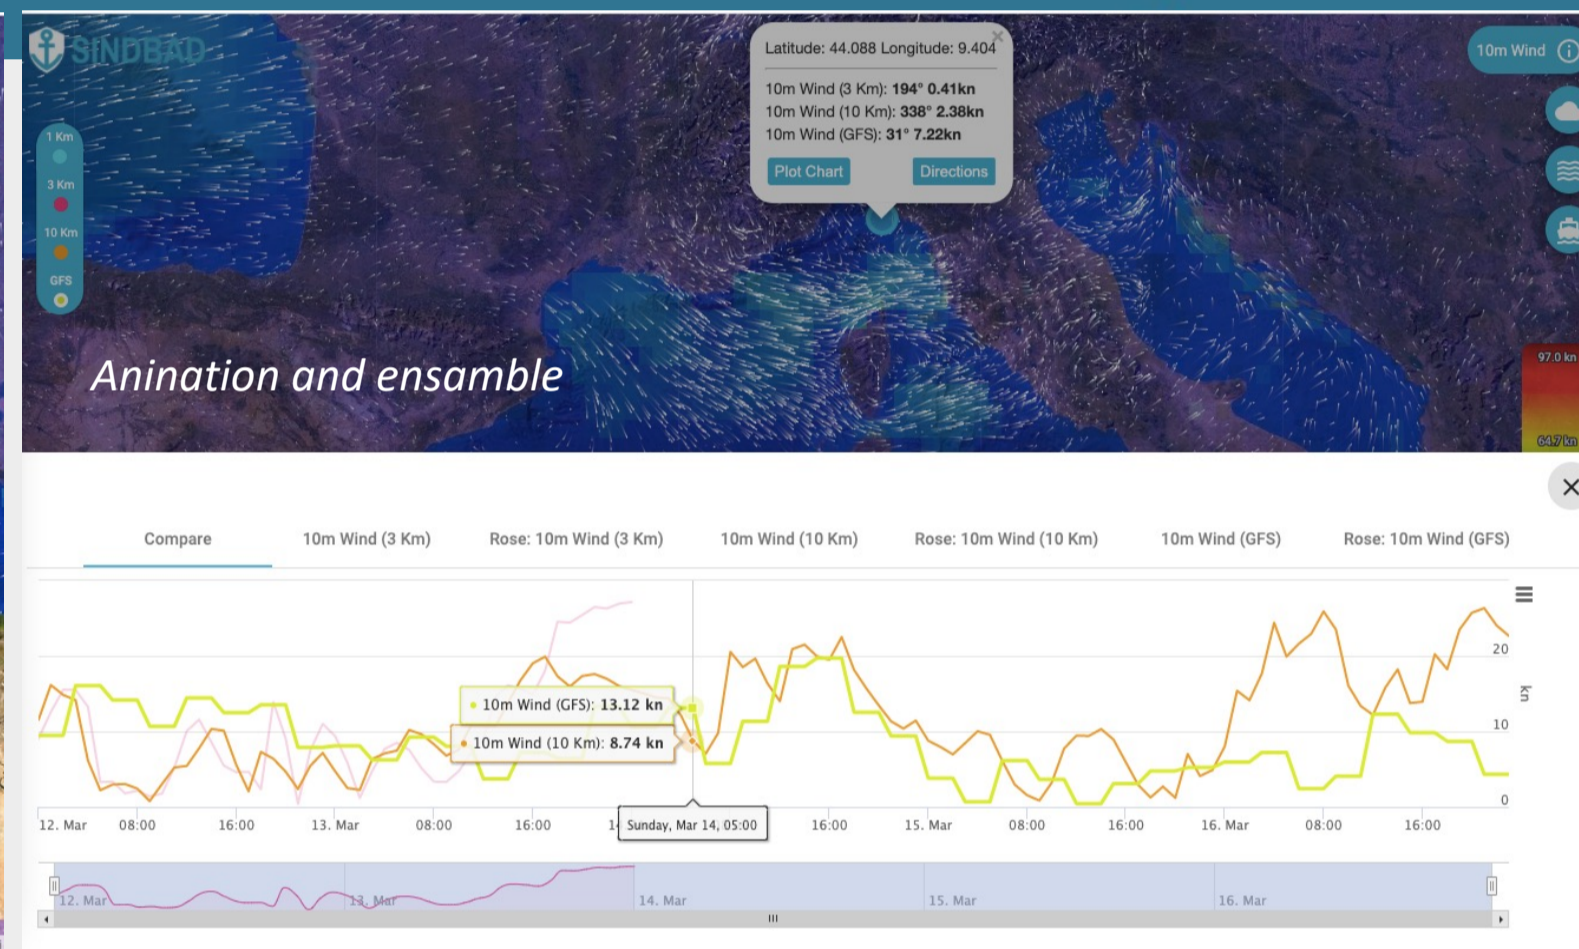 SINDBAD
Latitude: 44.088 Longitude: 9.404
10m Wind (3 Km): 194° 0.41kn
10m Wind (10 Km): 338° 2.38kn
10m Wind (GFS): 31° 7.22kn
Plot Chart Directions
10m Wind
1 Km
3 Km
10 Km
GFS
Anination and ensamble
97.0 kn
64.7 kn
Compare 10m Wind (3 Km) Rose: 10m Wind (3 Km) 10m Wind (10 Km) Rose: 10m Wind (10 Km) 10m Wind (GFS) Rose: 10m Wind (GFS)
20
kn
10m Wind (GFS): 13.12 kn
10
10m Wind (10 Km): 8.74 kn
0
12. Mar 08:00 16:00 13. Mar 08:00 16:00 Sunday, Mar 14, 05:00 16:00 15. Mar 08:00 16:00 16. Mar 08:00 16:00
12. Mar 13. Mar 14. Mar 15. Mar 16. Mar